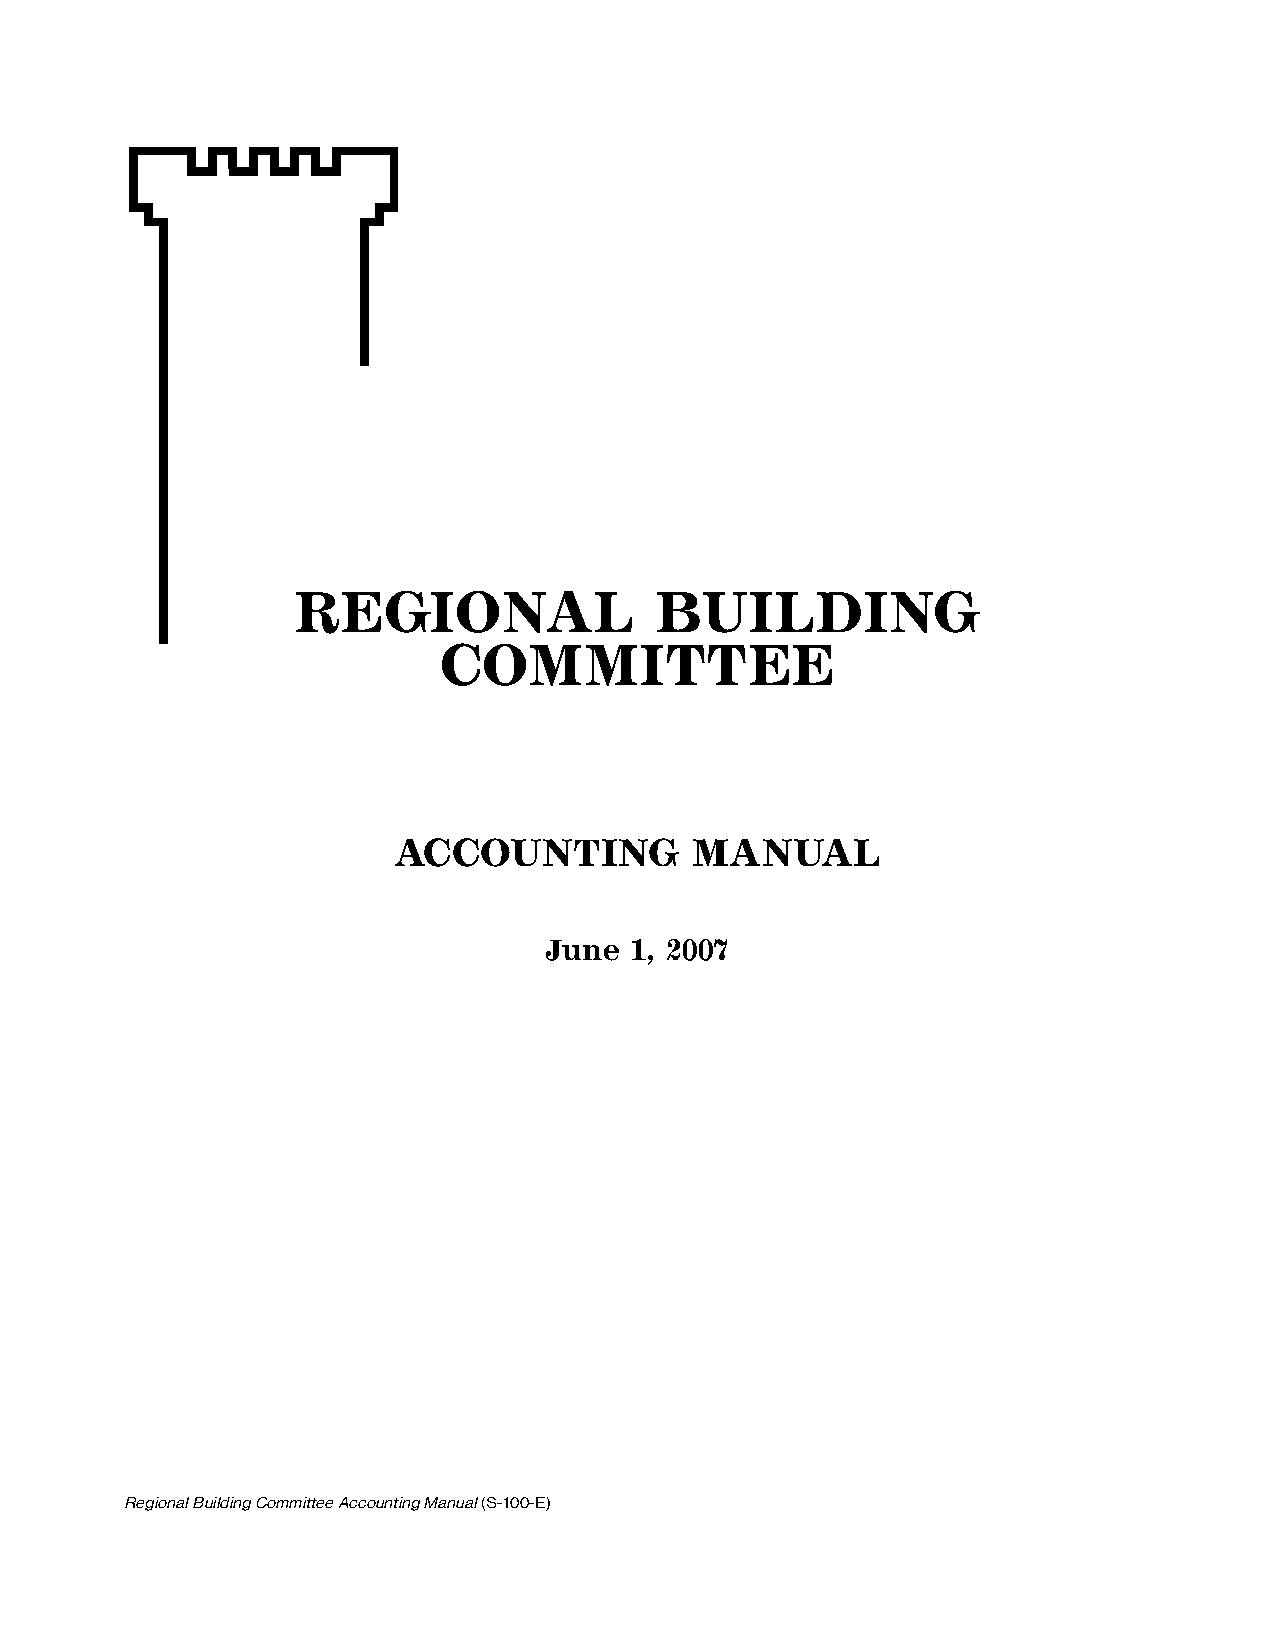 REGIONAL BUILDING
COMMITTEE
ACCOUNTING MANUAL
June 1, 2007
Regional Building Committee Accounting Manual (S-100-E)